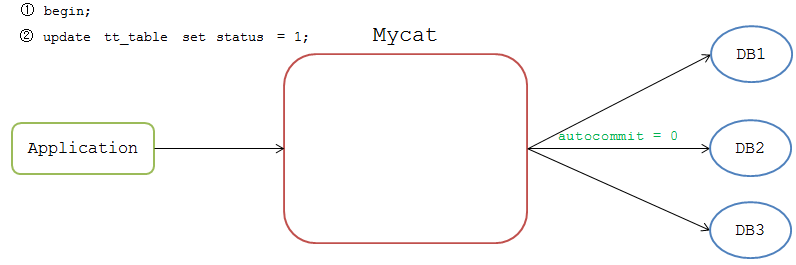 ① begin;
② update tt_table set status = 1;
Mycat
DB1
autocommit = 0
Application
DB2
DB3